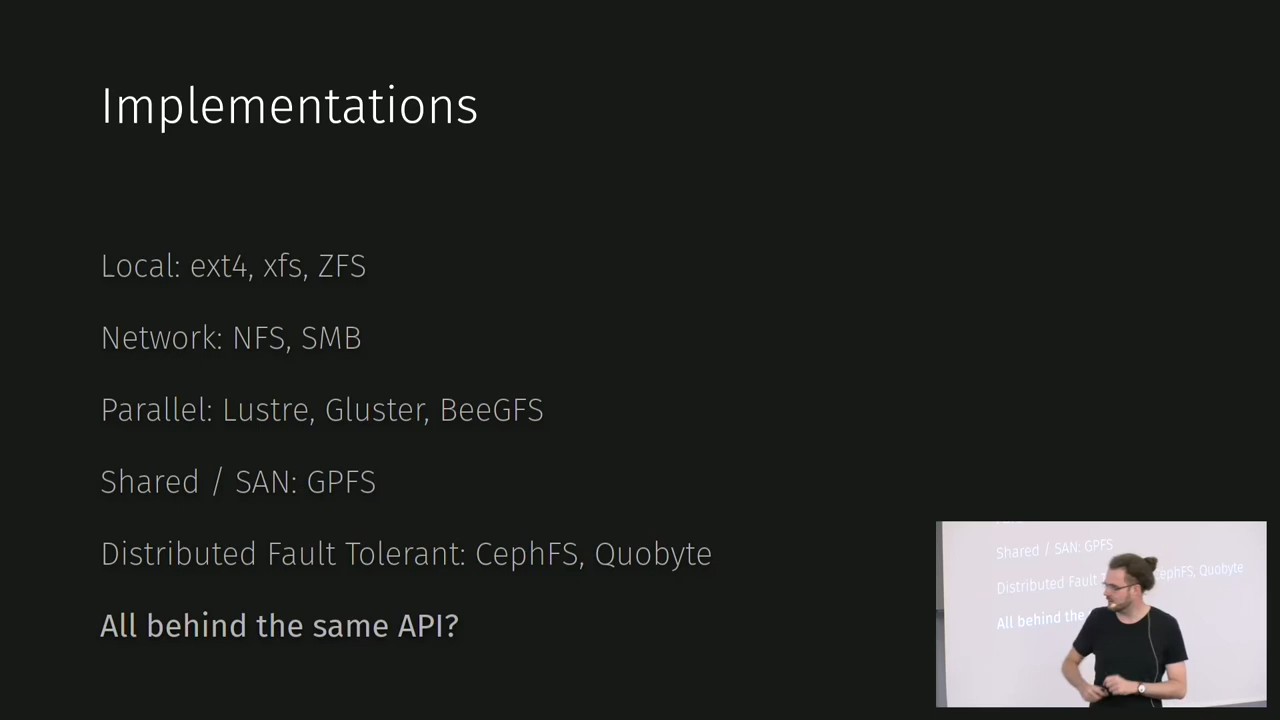 Implementations
Local: ext4, xfs, ZFS
Network: NFS, SMB
Parallel: Lustre, Gluster, BeeGFS
Shared / SAN: GPFS
Distributed Fault Tolerant: CephFS, Quobyte
All behind the same API?
Shared / SAN: GPFS
Distributed Fault CephFS, Quobyte
All behind the